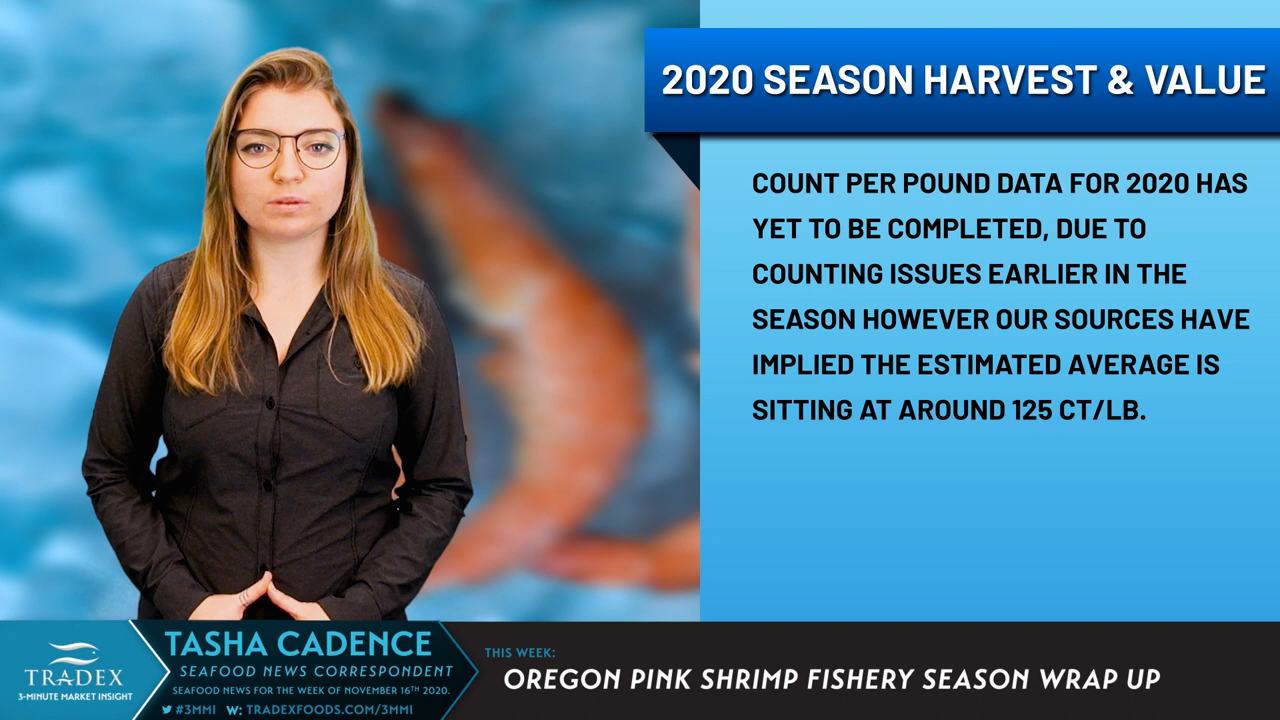 2020 SEASON HARVEST & VALUE
COUNT PER POUND DATA FOR 2020 HAS
YET TO BE COMPLETED, DUE TO
COUNTING ISSUES EARLIER IN THE
SEASON HOWEVER OUR SOURCES HAVE
IMPLIED THE ESTIMATED AVERAGE IS
SITTING AT AROUND 125 CT/LB.
TRADEX
3-MINUTE MARKET INSIGHT
TASHA CADENCE
SEAFOOD NEWS CORRESPONDENT
SEAFOOD NEWS FOR THE WEEK OF NOVEMBER 16TH 2020.
#3MMI W: TRADEXFOODS.COM/3MMI
THIS WEEK:
OREGON PINK SHRIMP FISHERY SEASON WRAP UP